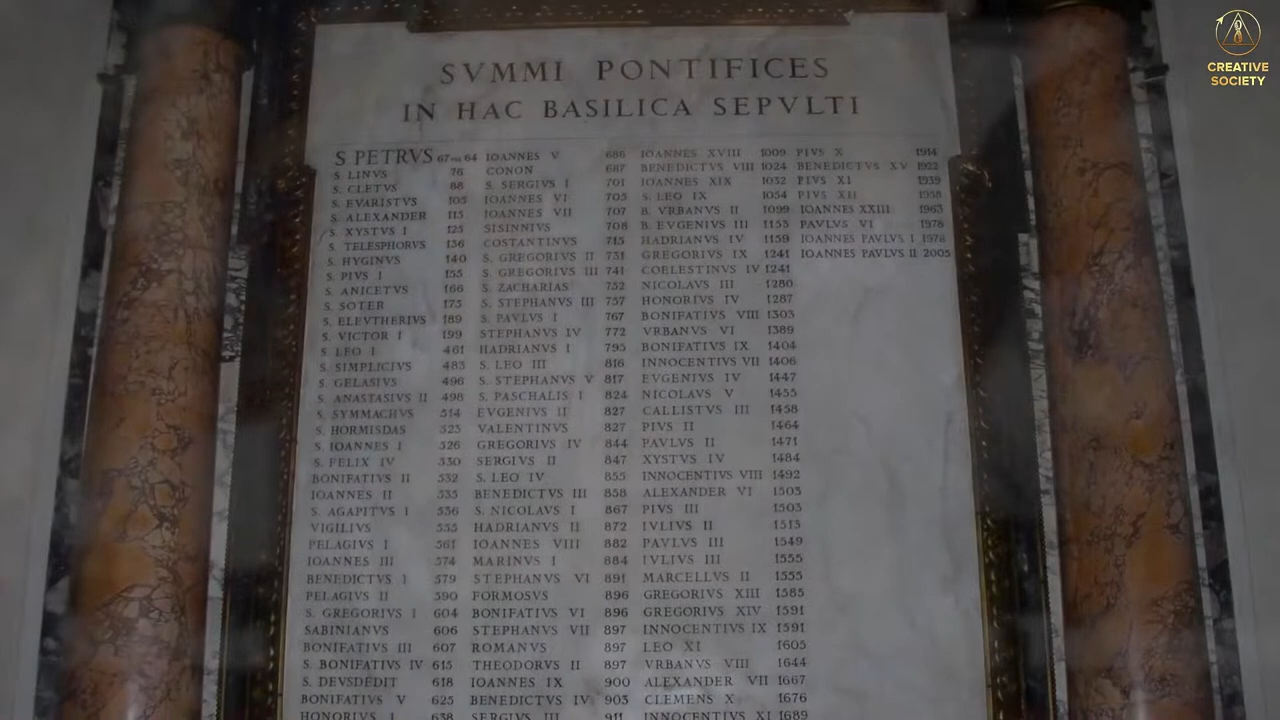 SVMMI PONTIFICES
IN HAC BASILICA SEPVLTI
S PETRVS 67 64
S. LINVS 76
S. CLETVS 88
S. EVARISTVS 105
S. ALEXANDER 115
S. XYSTVS I 125
S. TELESPHORVS 136
S. HYGINVS 140
S. PIVS I 155
S. ANICETVS 166
S. SOTER 175
S. ELEVTHERIVS 189
S. VICTOR I 199
S. LEO I 461
S. SIMPLICIVS 483
S. GELASIVS 496
S. ANASTASIVS II 498
S. SYMMACHVS 514
S. HORMISDAS 523
S. IOANNES I 526
S. FELIX IV 530
BONIFATIVS II 532
IOANNES II 535
S. AGAPITVS I 536
VIGILIVS 555
PELAGIVS I 561
IOANNES III 574
BENEDICTVS I 579
PELAGIVS II 590
S. GREGORIVS I 604
SABINIANVS 606
BONIFATIVS III 607
S. BONIFATIVS IV 615
S. DEVSDEDIT 618
BONIFATIVS V 625
HONORIVS I 638
IOANNES V 686
CONON 687
S. SERGIVS I 701
IOANNES VI 705
IOANNES VII 707
SISINNIVS 708
COSTANTINVS 715
S. GREGORIVS II 731
S. GREGORIVS III 741
S. ZACHARIAS 752
S. STEPHANVS III 757
S. PAVLVS I 767
STEPHANVS IV 772
HADRIANVS I 795
S. LEO III 816
S. STEPHANVS V 817
S. PASCHALIS I 824
EVGENIVS II 827
VALENTINVS 827
GREGORIVS IV 844
SERGIVS II 847
S. LEO IV 855
BENEDICTVS III 858
S. NICOLAVS I 867
HADRIANVS II 872
IOANNES VIII 882
MARINVS I 884
STEPHANVS VI 891
FORMOSVS 896
BONIFATIVS VI 896
STEPHANVS VII 897
ROMANVS 897
THEODORVS II 897
IOANNES IX 900
BENEDICTVS IV 903
SERGIVS III 911
IOANNES XVIII 1009
BENEDICTVS VIII 1024
IOANNES XIX 1032
S. LEO IX 1054
B. VRBANVS II 1099
B. EVGENIVS III 1153
HADRIANVS IV 1159
GREGORIVS IX 1241
COELESTINVS IV 1241
NICOLAVS III 1280
HONORIVS IV 1287
BONIFATIVS VIII 1303
VRBANVS VI 1389
BONIFATIVS IX 1404
INNOCENTIVS VII 1406
EVGENIVS IV 1447
NICOLAVS V 1455
CALLISTVS III 1458
PIVS II 1464
PAVLVS II 1471
XYSTVS IV 1484
INNOCENTIVS VIII 1492
ALEXANDER VI 1503
PIVS III 1503
IVLIVS II 1513
PAVLVS III 1549
IVLIVS III 1555
MARCELLVS II 1555
GREGORIVS XIII 1585
GREGORIVS XIV 1591
INNOCENTIVS IX 1591
LEO XI 1605
VRBANVS VIII 1644
ALEXANDER VII 1667
CLEMENS X 1676
INNOCENTIVS XI 1689
PIVS X 1914
BENEDICTVS XV 1922
PIVS XI 1939
PIVS XII 1958
IOANNES XXIII 1963
PAVLVS VI 1978
IOANNES PAVLVS I 1978
IOANNES PAVLVS II 2005
CREATIVE
SOCIETY